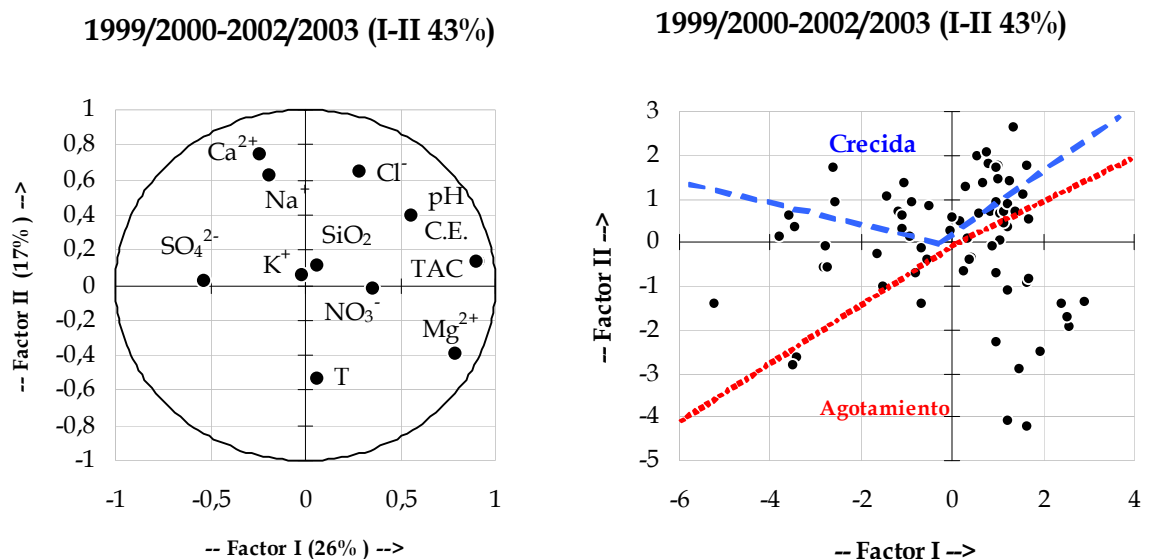 1999/2000-2002/2003 (I-II 43%)
-- Factor II (17%) -->
1
0,8
0,6
0,4
0,2
0
-0,2
-0,4
-0,6
-0,8
-1
Ca²⁺
Na⁺
Cl⁻
pH
C.E.
SiO₂
SO₄²⁻
K⁺
TAC
NO₃⁻
Mg²⁺
T
-1 -0,5 0 0,5 1
-- Factor I (26% ) -->
1999/2000-2002/2003 (I-II 43%)
-- Factor II -->
3
2
1
0
-1
-2
-3
-4
-5
Crecida
Agotamiento
-6 -4 -2 0 2 4
-- Factor I -->